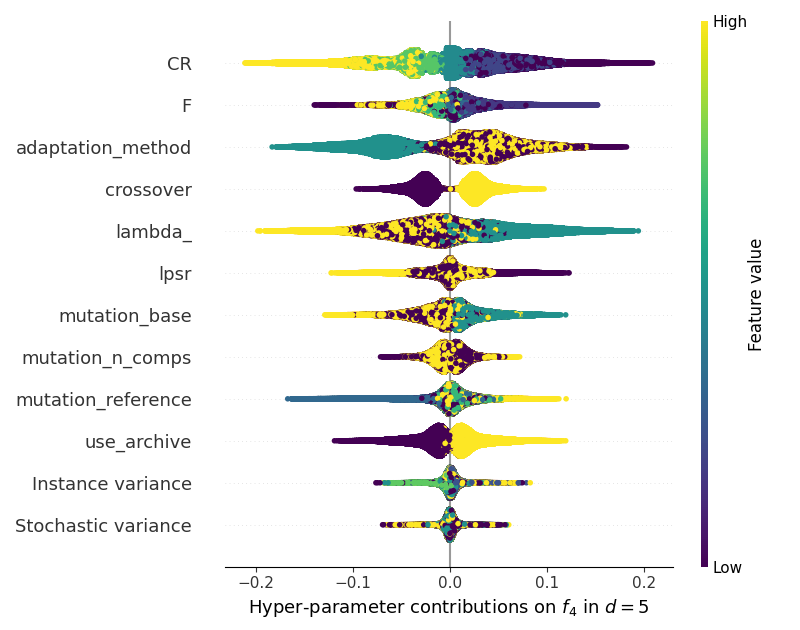 High
CR
F
adaptation_method
crossover
lambda_
lpsr
mutation_base
mutation_n_comps
mutation_reference
use_archive
Instance variance
Stochastic variance
Feature value
Low
−0.2 −0.1 0.0 0.1 0.2
Hyper-parameter contributions on f₄ in d = 5